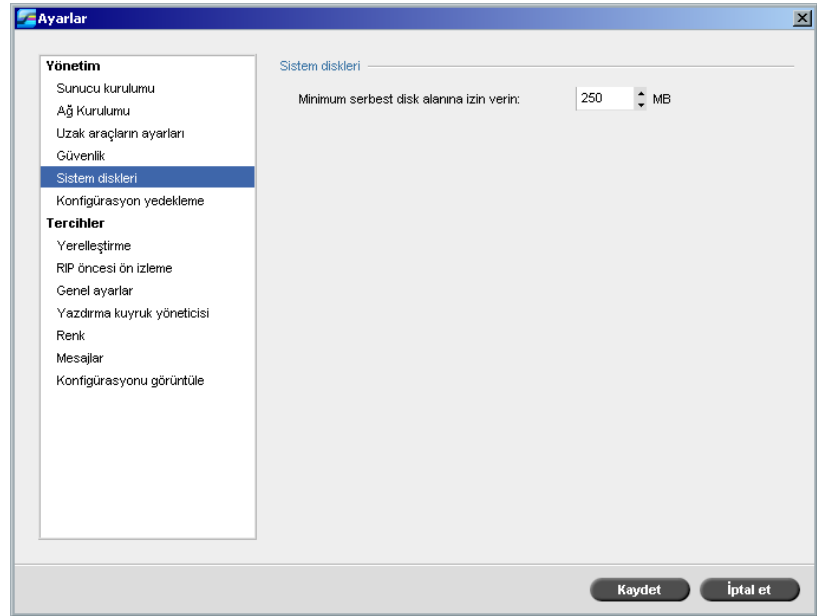 Ayarlar
Yönetim
Sunucu kurulumu
Ağ Kurulumu
Uzak araçların ayarları
Güvenlik
Sistem diskleri
Konfigürasyon yedekleme
Tercihler
Yerelleştirme
RIP öncesi ön izleme
Genel ayarlar
Yazdırma kuyruk yöneticisi
Renk
Mesajlar
Konfigürasyonu görüntüle
Sistem diskleri
Minimum serbest disk alanına izin verin: 250 MB
Kaydet İptal et